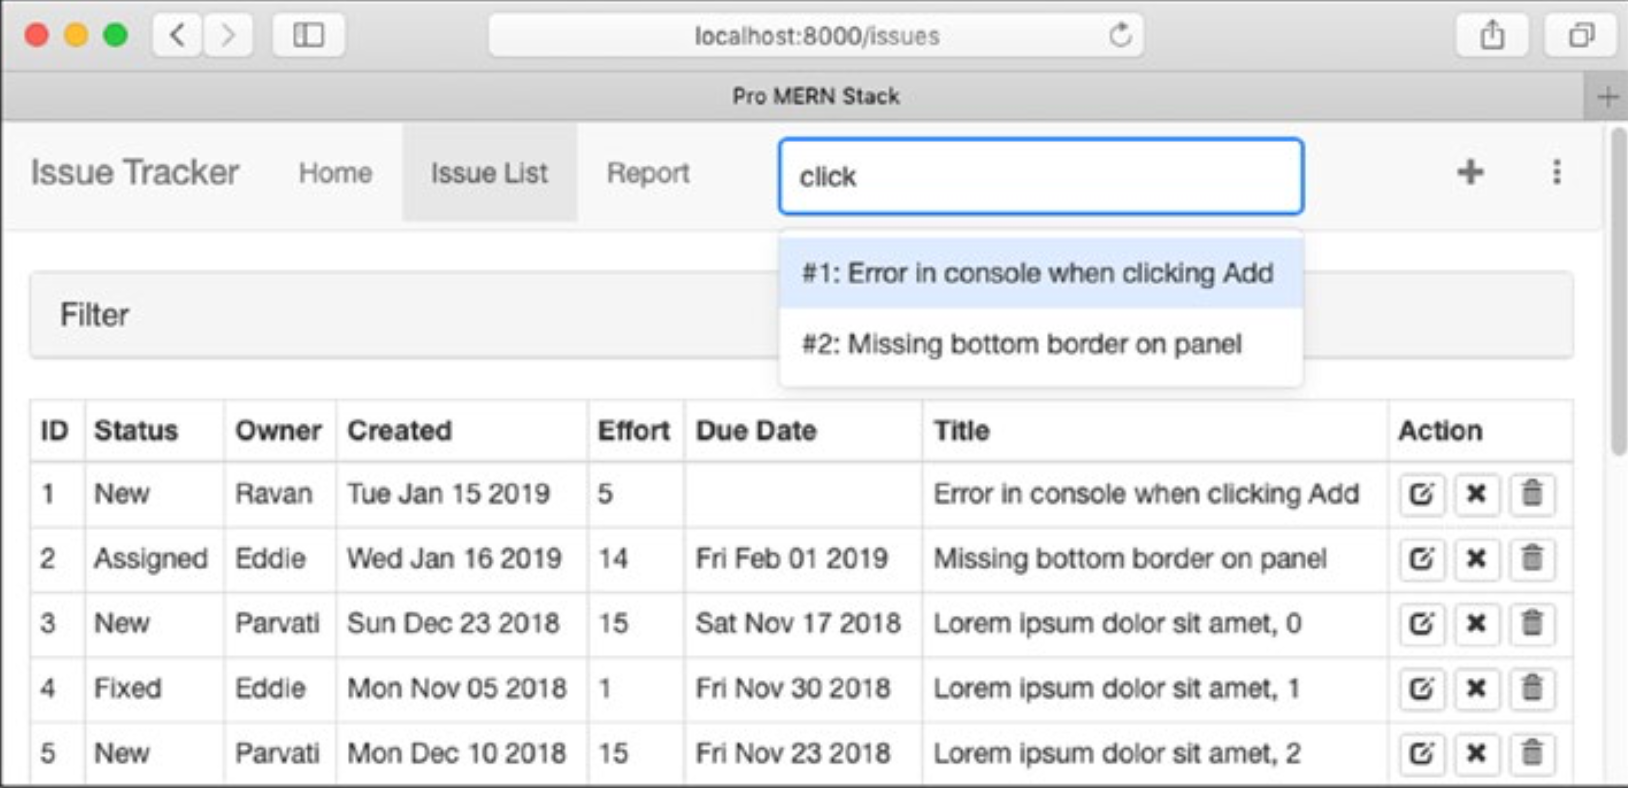 localhost:8000/issues
Pro MERN Stack
Issue Tracker Home Issue List Report click
#1: Error in console when clicking Add
Filter
#2: Missing bottom border on panel
ID Status Owner Created Effort Due Date Title Action
1 New Ravan Tue Jan 15 2019 5 Error in console when clicking Add
2 Assigned Eddie Wed Jan 16 2019 14 Fri Feb 01 2019 Missing bottom border on panel
3 New Parvati Sun Dec 23 2018 15 Sat Nov 17 2018 Lorem ipsum dolor sit amet, 0
4 Fixed Eddie Mon Nov 05 2018 1 Fri Nov 30 2018 Lorem ipsum dolor sit amet, 1
5 New Parvati Mon Dec 10 2018 15 Fri Nov 23 2018 Lorem ipsum dolor sit amet, 2